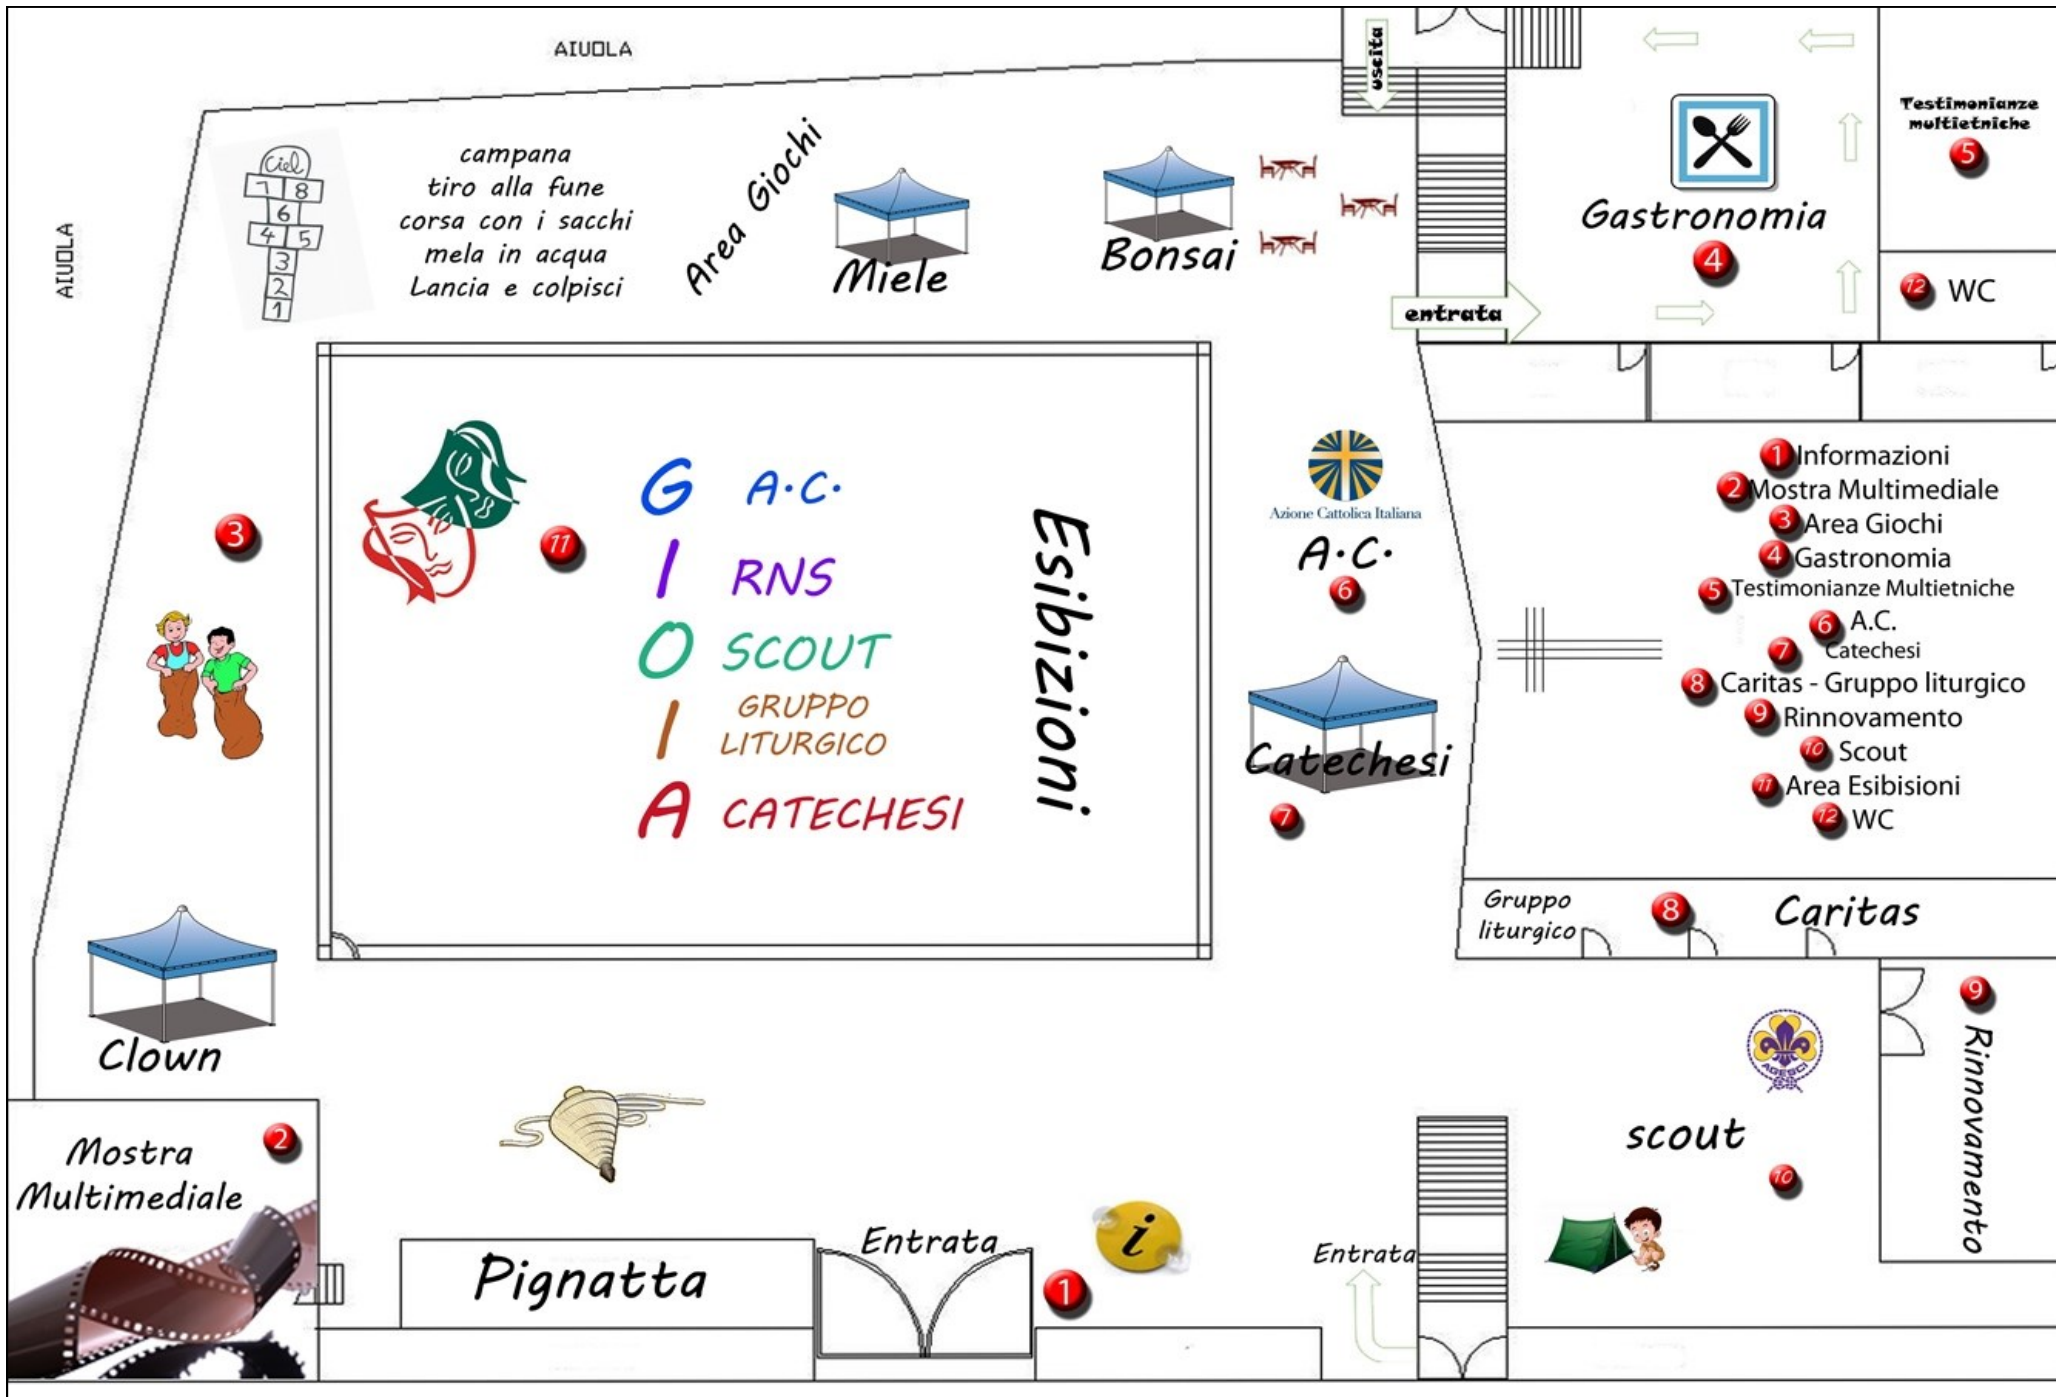 AIUOLA
AIUOLA
uscita
Testimonianze
multietniche
5
Ciel
7 8
6
4 5
3
2
1
campana
tiro alla fune
corsa con i sacchi
mela in acqua
Lancia e colpisci
Area Giochi
Miele
Bonsai
Gastronomia
4
12 WC
entrata
3
11
G A.C.
I RNS
O SCOUT
I GRUPPO
LITURGICO
A CATECHESI
Esibizioni
Azione Cattolica Italiana
A.C.
6
Catechesi
7
1 Informazioni
2 Mostra Multimediale
3 Area Giochi
4 Gastronomia
5 Testimonianze Multietniche
6 A.C.
7 Catechesi
8 Caritas - Gruppo liturgico
9 Rinnovamento
10 Scout
11 Area Esibisioni
12 WC
Gruppo
liturgico
8
Caritas
9
Rinnovamento
Clown
AGESCI
scout
10
Mostra
Multimediale
2
Pignatta
Entrata
i
1
Entrata